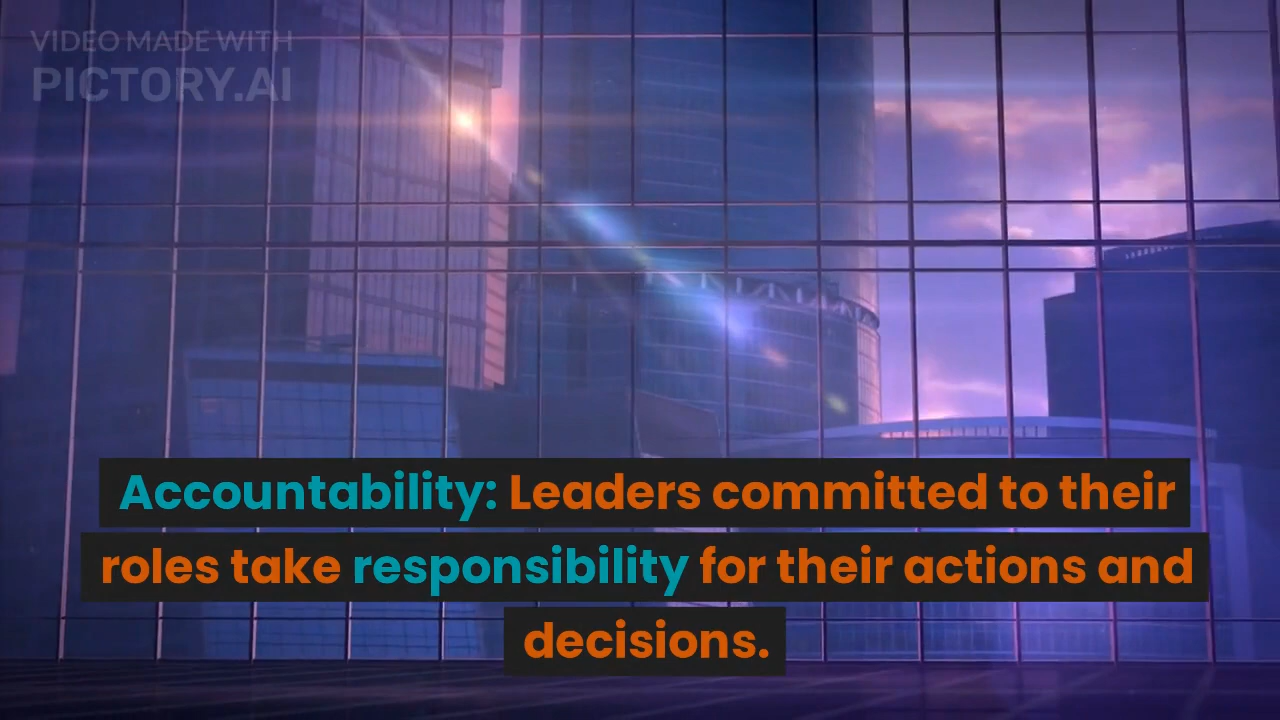 VIDEO MADE WITH
PICTORY.AI
Accountability: Leaders committed to their
roles take responsibility for their actions and
decisions.